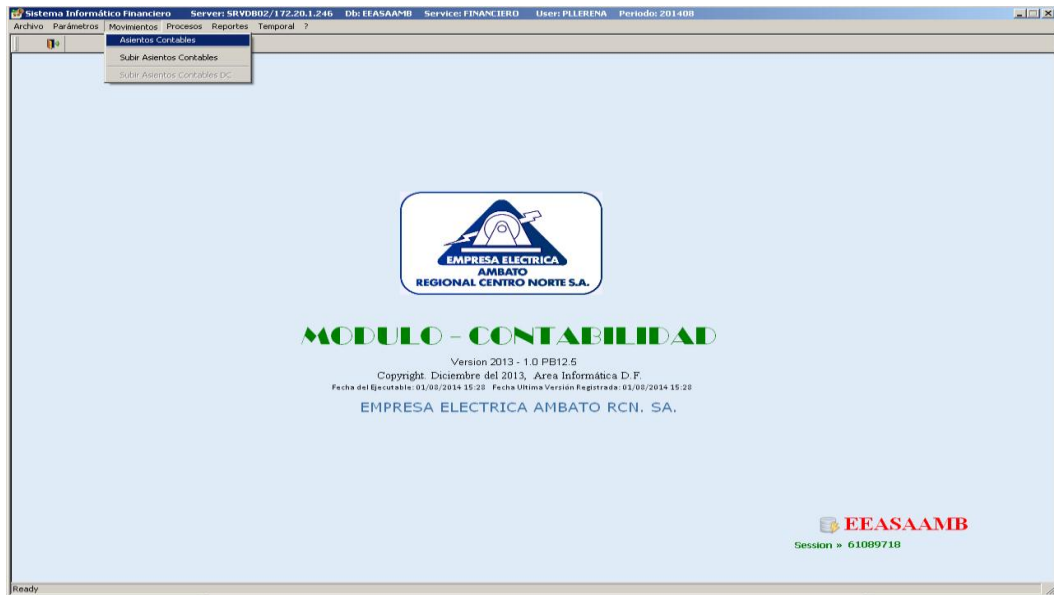 Sistema Informático Financiero Server: SRVDB02/172.20.1.246 Db: EEASAAMB Service: FINANCIERO User: PLLERENA Periodo: 201408
Archivo Parámetros Movimientos Procesos Reportes Temporal ?
Asientos Contables
Subir Asientos Contables
Subir Asientos Contables DC
EMPRESA ELECTRICA
AMBATO
REGIONAL CENTRO NORTE S.A.
MODULO - CONTABILIDAD
Version 2013 - 1.0 PB12.5
Copyright. Diciembre del 2013, Area Informática D.F.
Fecha del Ejecutable: 01/08/2014 15:28 Fecha Ultima Versión Registrada: 01/08/2014 15:28
EMPRESA ELECTRICA AMBATO RCN. SA.
EEASAAMB
Session » 61089718
Ready